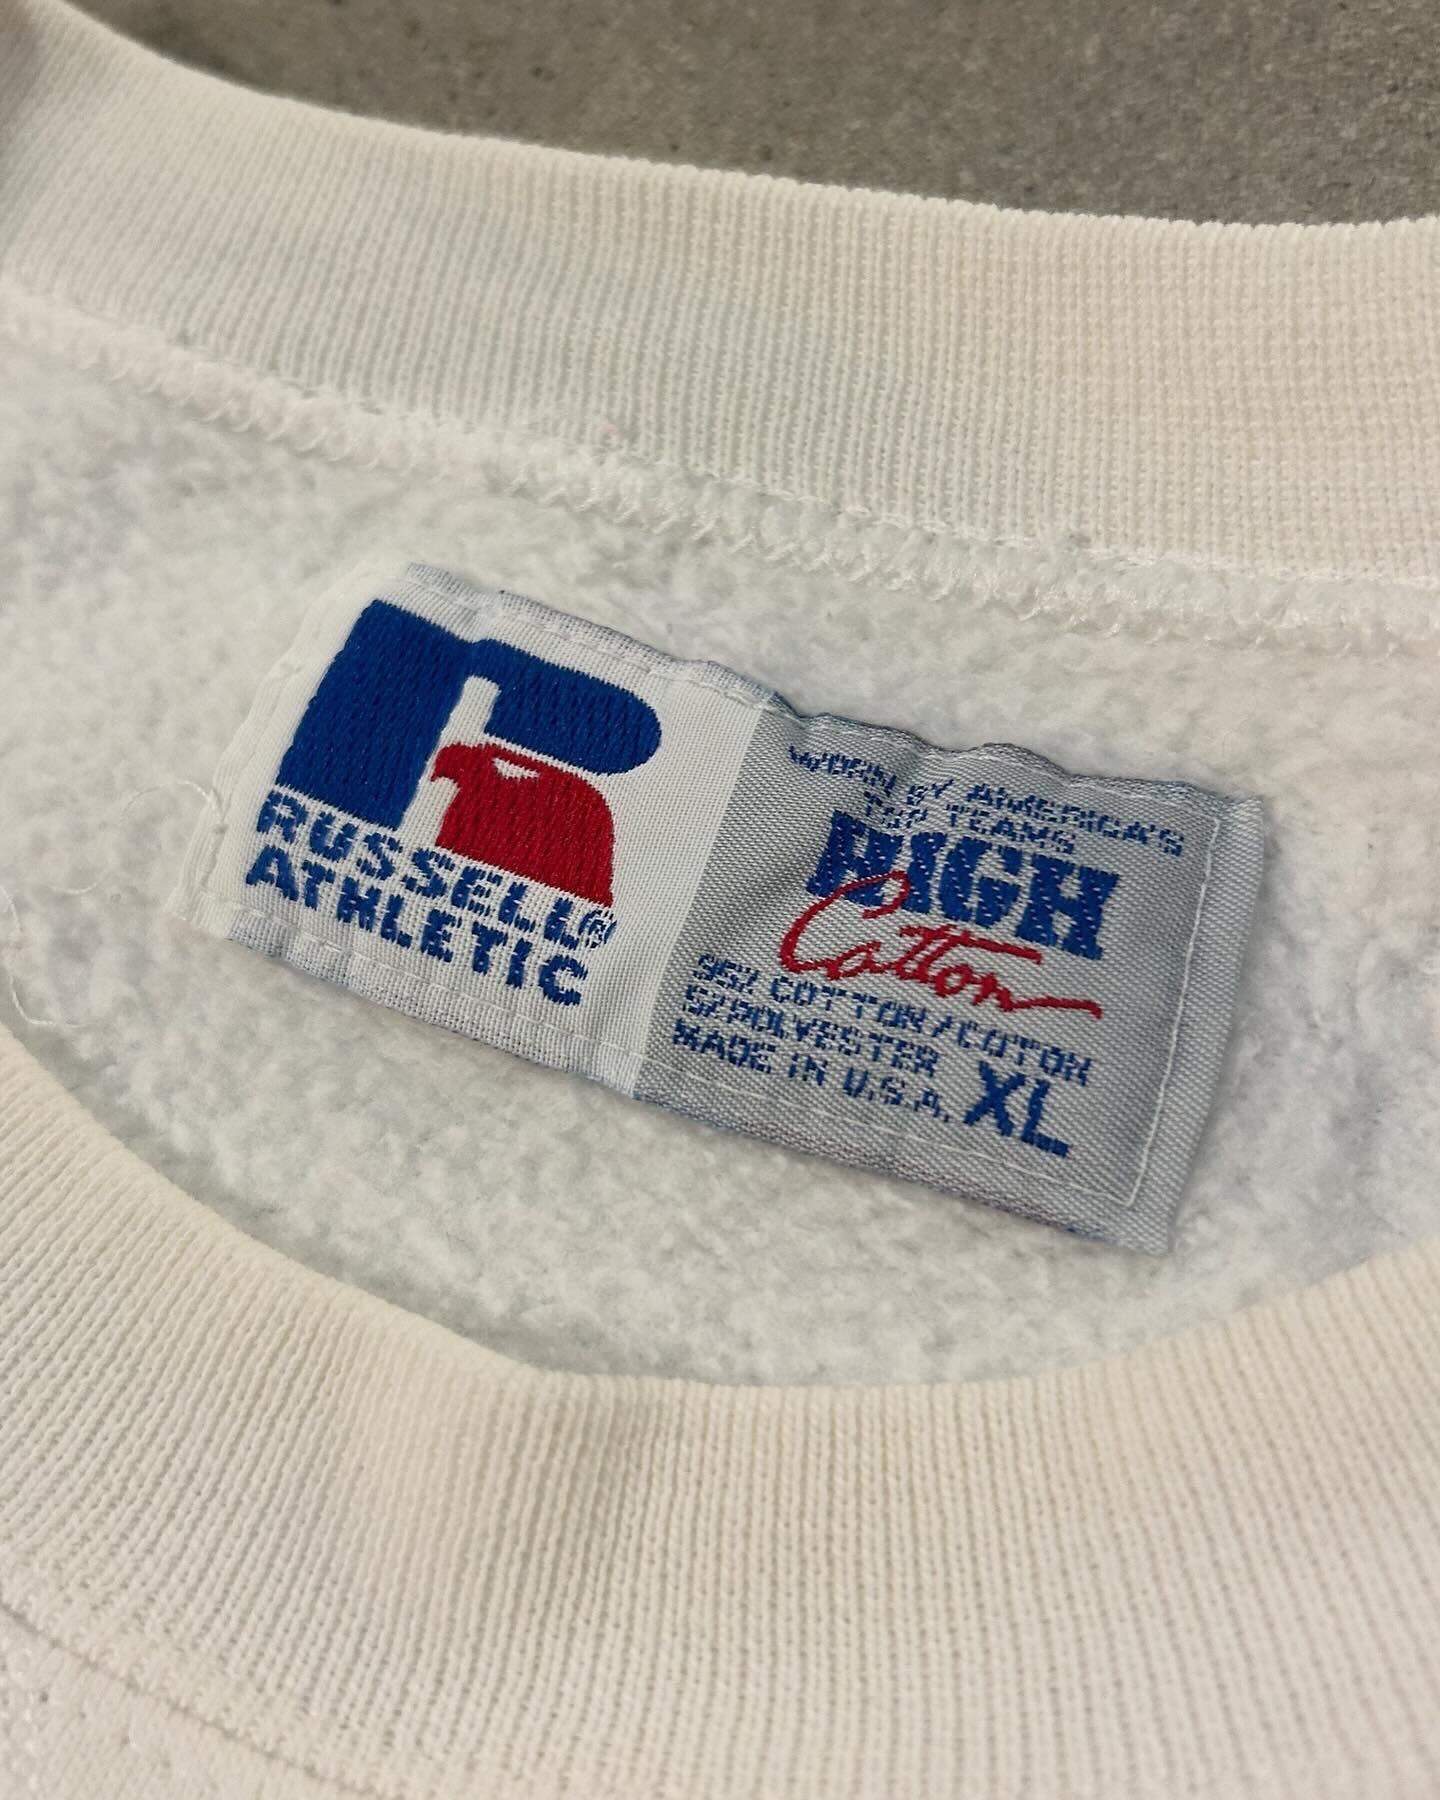 RUSSELL®
ATHLETIC
WORN BY AMERICA'S
TOP TEAMS
HIGH
Cotton
95% COTTON/COTON
5% POLYESTER
MADE IN U.S.A. XL